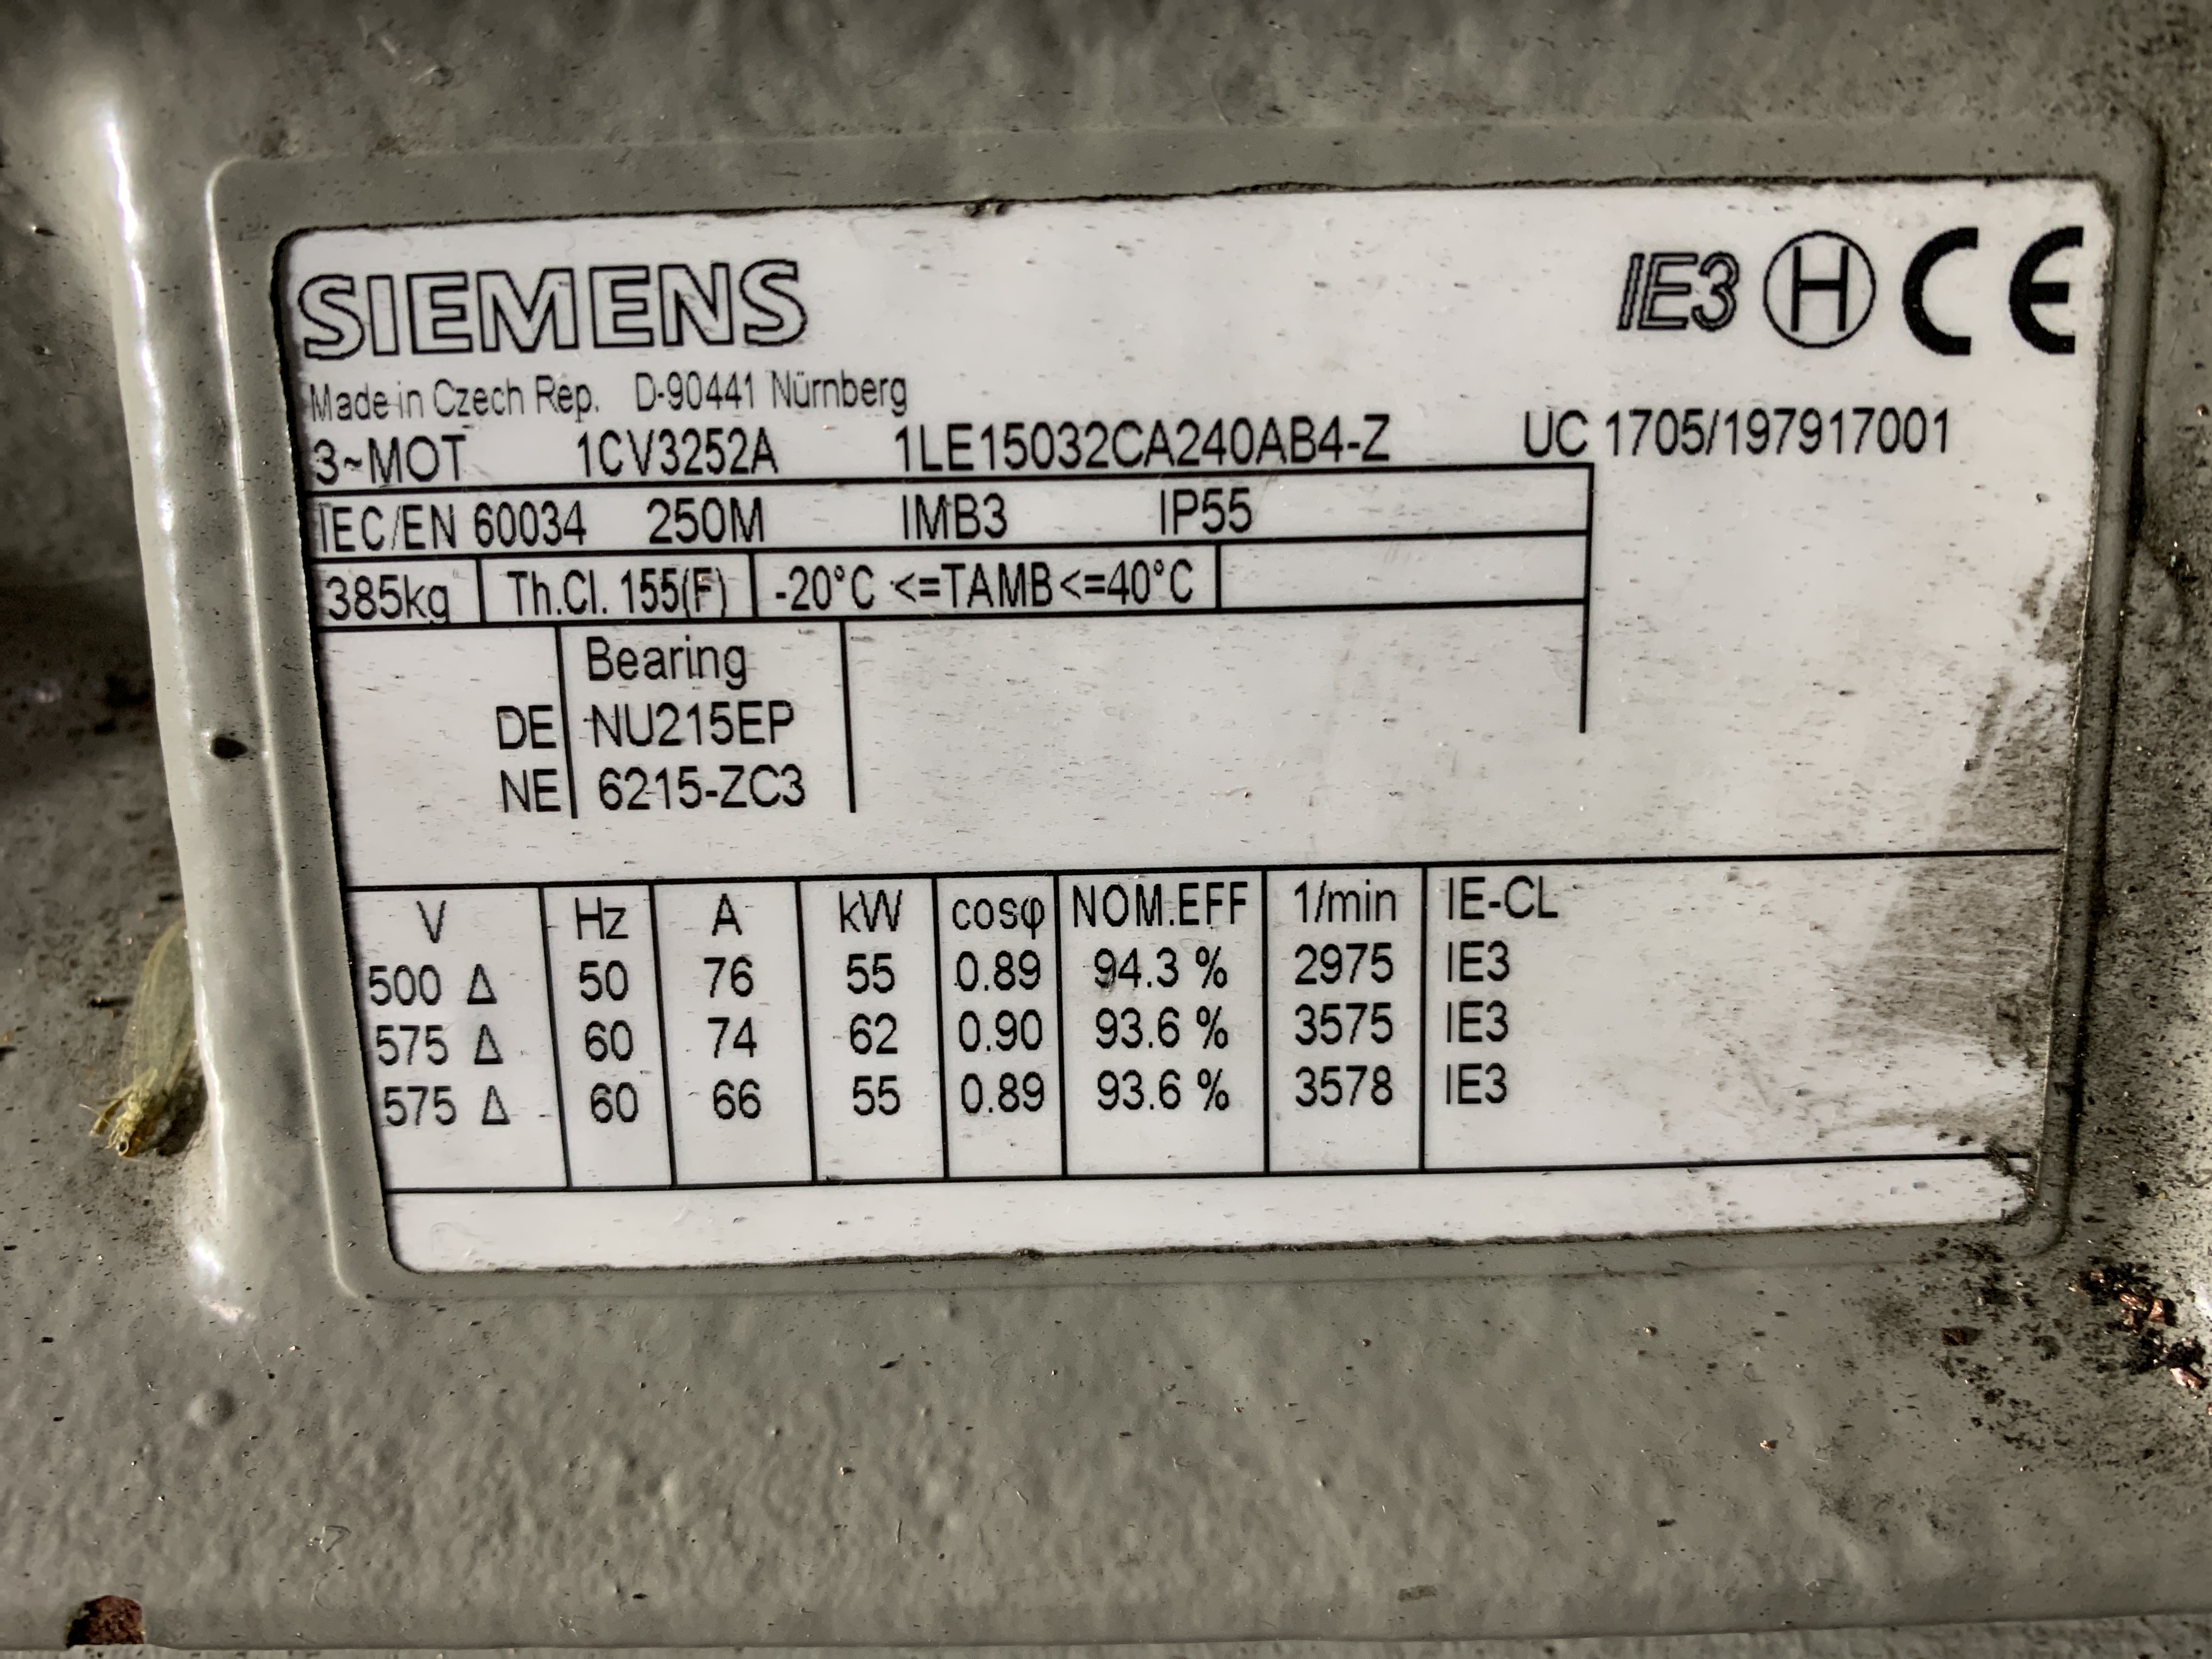 SIEMENS IE3 H CE
Made in Czech Rep. D-90441 Nürnberg
3~MOT 1CV3252A 1LE15032CA240AB4-Z UC 1705/197917001
IEC/EN 60034 250M IMB3 IP55
385kg Th.Cl. 155(F) -20°C <=TAMB<=40°C
Bearing
DE NU215EP
NE 6215-ZC3
V Hz A kW cosφ NOM.EFF 1/min IE-CL
500 Δ 50 76 55 0.89 94.3 % 2975 IE3
575 Δ 60 74 62 0.90 93.6 % 3575 IE3
575 Δ 60 66 55 0.89 93.6 % 3578 IE3